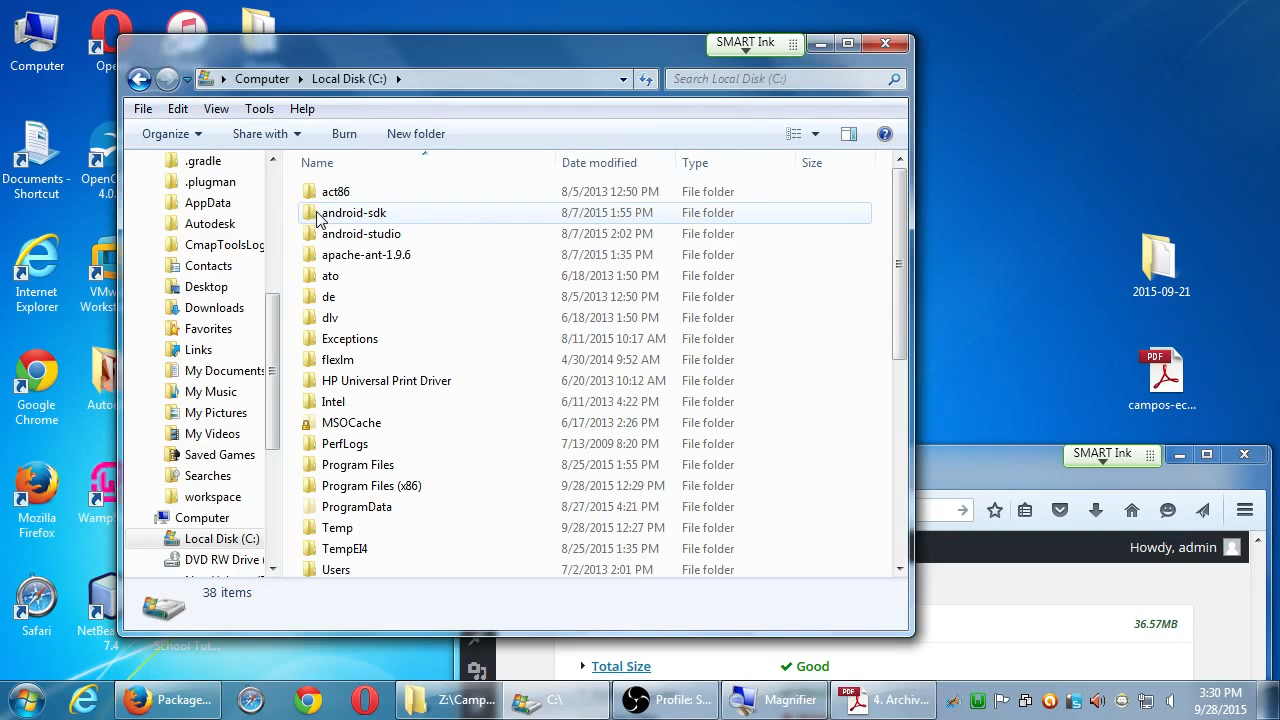 Computer
Ope
SMART Ink
Computer
Local Disk (C:)
Search Local Disk (C:)
File
Edit
View
Tools
Help
Organize
Share with
Burn
New folder
Documents - Shortcut
OpenO
4.0.
Internet Explorer
VMw
Workst
Google Chrome
Autod
Mozilla Firefox
WampS
Safari
NetBea
7.4
School Tut...
.gradle
.plugman
AppData
Autodesk
CmapToolsLog
Contacts
Desktop
Downloads
Favorites
Links
My Documents
My Music
My Pictures
My Videos
Saved Games
Searches
workspace
Computer
Local Disk (C:)
DVD RW Drive (
Name Date modified Type Size
act86 8/5/2013 12:50 PM File folder
android-sdk 8/7/2015 1:55 PM File folder
android-studio 8/7/2015 2:02 PM File folder
apache-ant-1.9.6 8/7/2015 1:35 PM File folder
ato 6/18/2013 1:50 PM File folder
de 8/5/2013 12:50 PM File folder
dlv 6/18/2013 1:50 PM File folder
Exceptions 8/11/2015 10:17 AM File folder
flexlm 4/30/2014 9:52 AM File folder
HP Universal Print Driver 6/20/2013 10:12 AM File folder
Intel 6/11/2013 4:22 PM File folder
MSOCache 6/17/2013 2:26 PM File folder
PerfLogs 7/13/2009 8:20 PM File folder
Program Files 8/25/2015 1:55 PM File folder
Program Files (x86) 9/28/2015 12:29 PM File folder
ProgramData 8/27/2015 4:21 PM File folder
Temp 9/28/2015 12:27 PM File folder
TempEI4 8/25/2015 1:35 PM File folder
Users 7/2/2013 2:01 PM File folder
38 items
2015-09-21
PDF
campos-ec...
SMART Ink
Howdy, admin
36.57MB
Total Size
Good
Package...
Z:\Camp...
C:\
Profile: S...
Magnifier
PDF
4. Archiv...
3:30 PM
9/28/2015